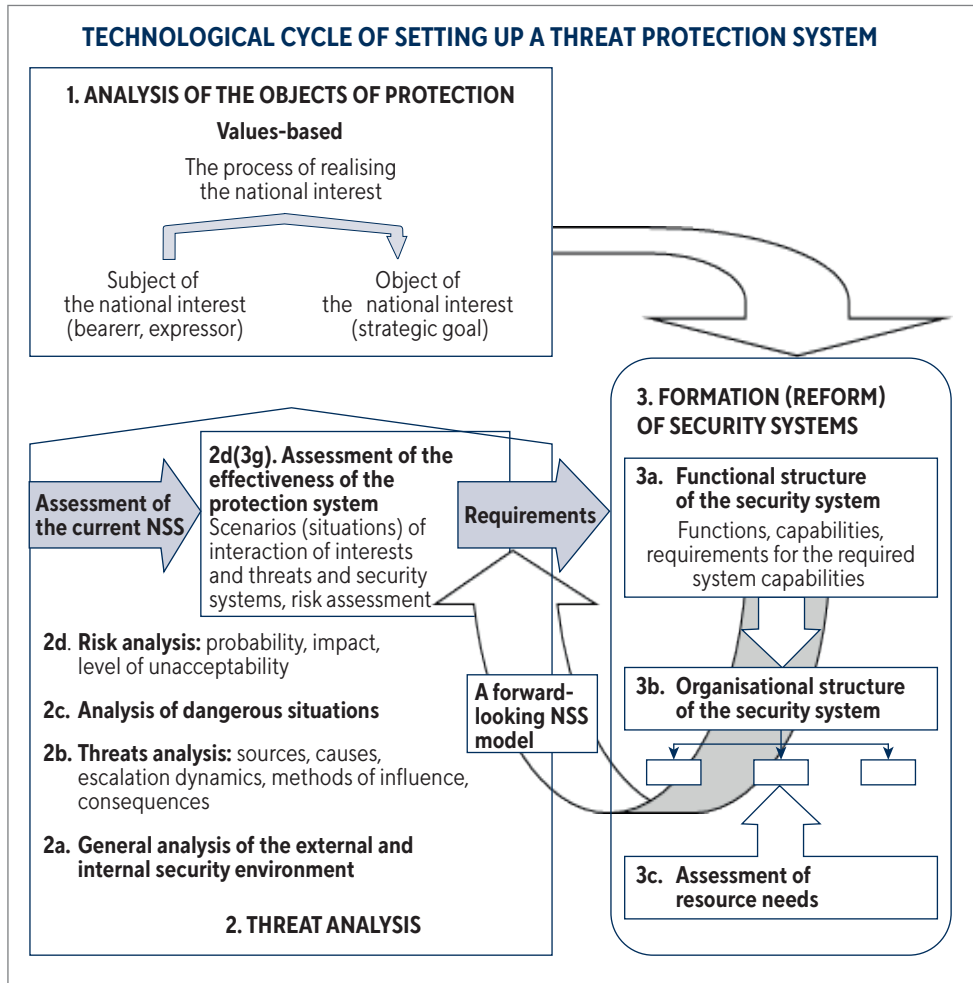 TECHNOLOGICAL CYCLE OF SETTING UP A THREAT PROTECTION SYSTEM
1. ANALYSIS OF THE OBJECTS OF PROTECTION
Values-based
The process of realising
the national interest
Subject of
the national interest
(bearerr, expressor)
Object of
the national interest
(strategic goal)
Assessment of
the current NSS
2d(3g). Assessment of the
effectiveness of the
protection system
Scenarios (situations) of
interaction of interests
and threats and security
systems, risk assessment
Requirements
2d. Risk analysis: probability, impact,
level of unacceptability
2c. Analysis of dangerous situations
2b. Threats analysis: sources, causes,
escalation dynamics, methods of influence,
consequences
2a. General analysis of the external and
internal security environment
2. THREAT ANALYSIS
A forward-
looking NSS
model
3. FORMATION (REFORM)
OF SECURITY SYSTEMS
3a. Functional structure
of the security system
Functions, capabilities,
requirements for the required
system capabilities
3b. Organisational structure
of the security system
3c. Assessment of
resource needs